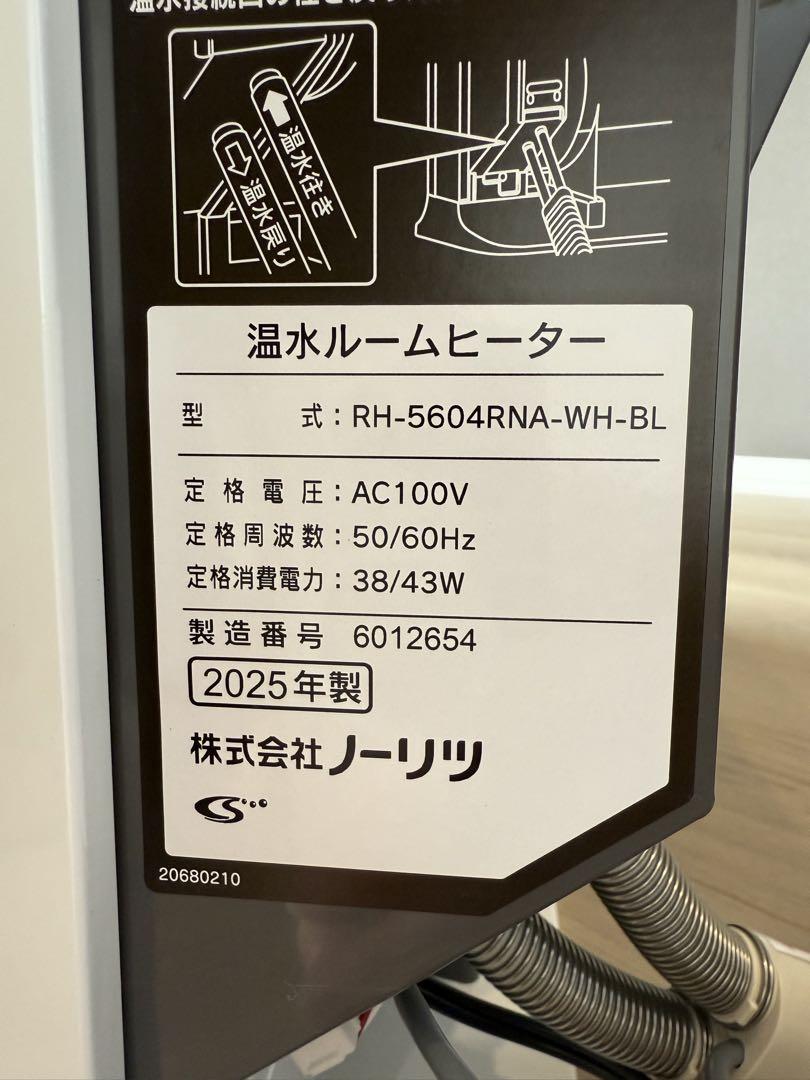 温水往き
温水戻り
温水ルームヒーター
型 式：RH-5604RNA-WH-BL
定格電圧：AC100V
定格周波数：50/60Hz
定格消費電力：38/43W
製造番号 6012654
2025年製
株式会社ノーリツ
CS
20680210